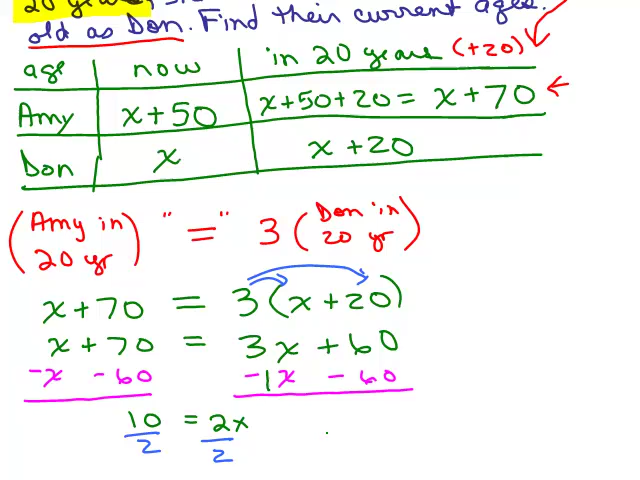 20 years,
old as Don. Find their current ages.
age now in 20 years (+20)
Amy x+50 x+50+20 = x+70
Don x x+20
(Amy in 20 yr) "=" 3 (Don in 20 yr)
x+70 = 3(x+20)
x+70 = 3x+60
-x -60 -1x -60
10 = 2x
2 2